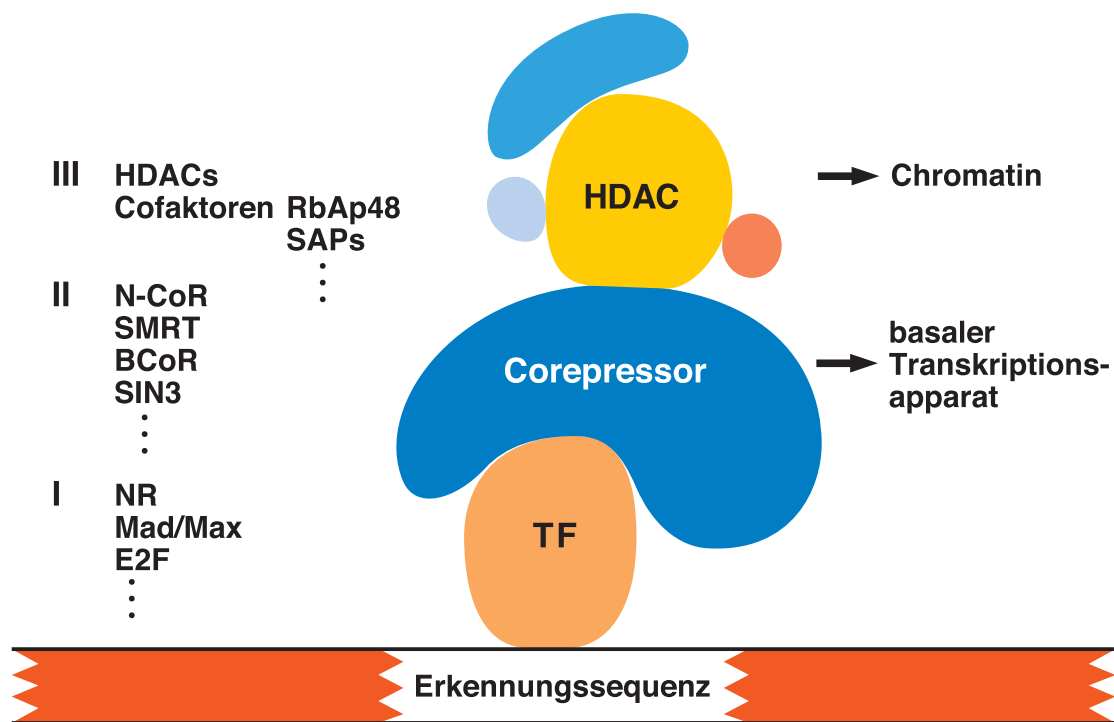 III HDACs
Cofaktoren RbAp48
SAPs
II N-CoR
SMRT
BCoR
SIN3
I NR
Mad/Max
E2F
HDAC
Corepressor
TF
Chromatin
basaler
Transkriptions-
apparat
Erkennungssequenz